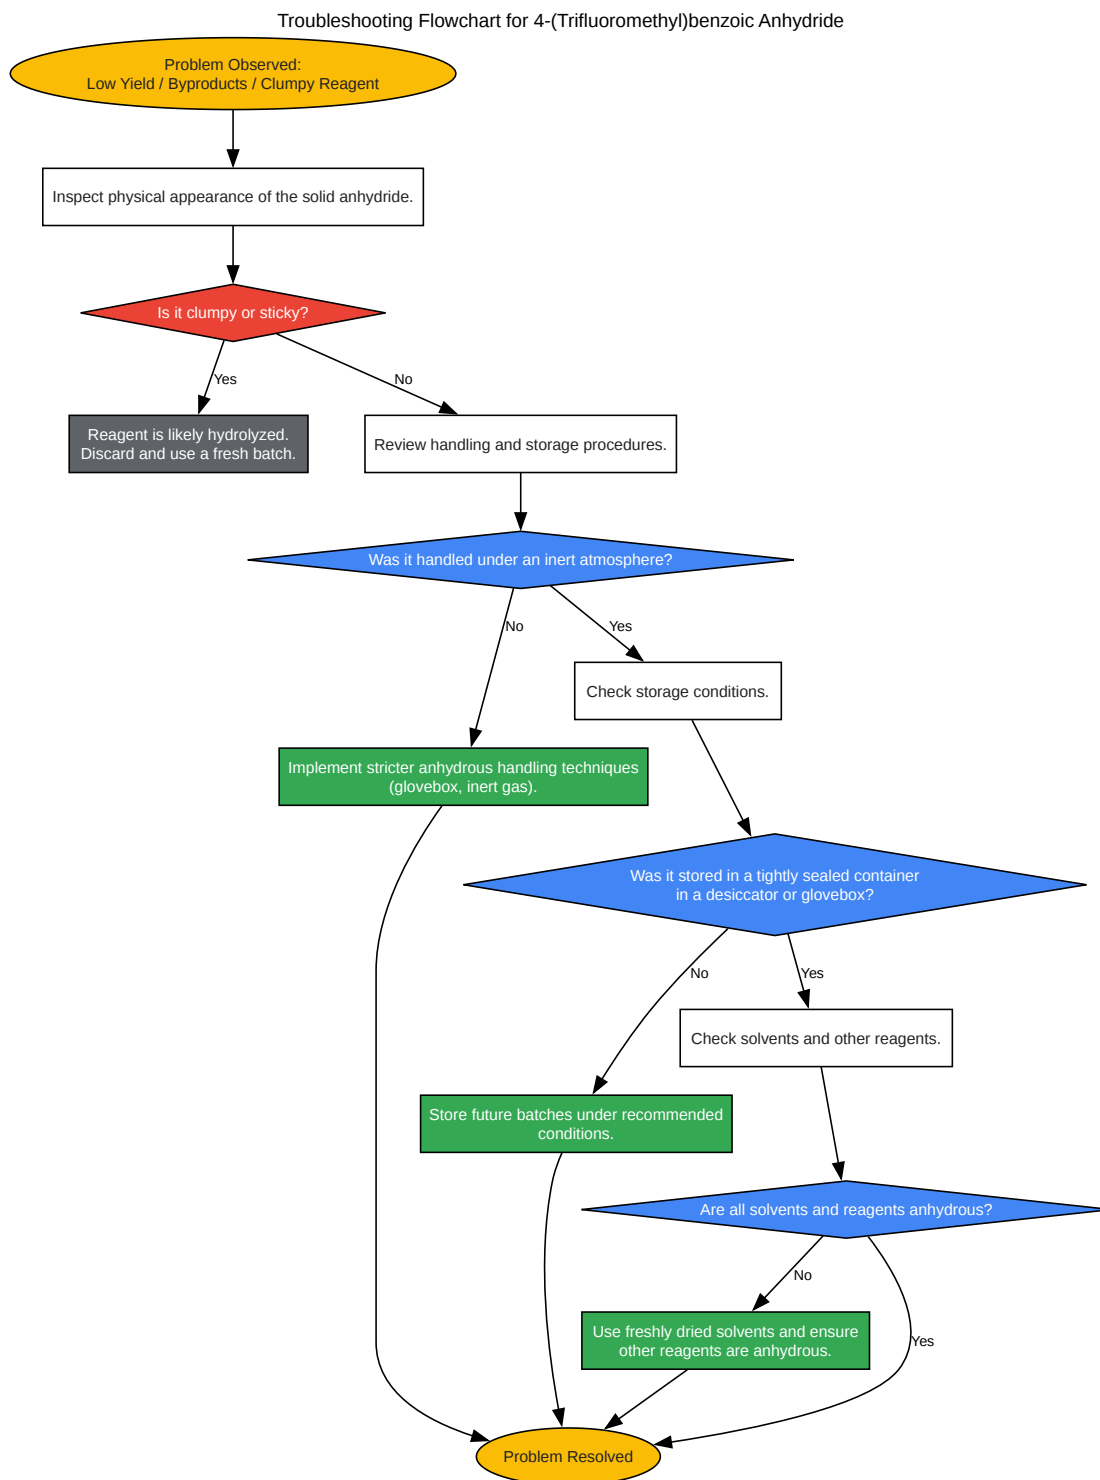 Troubleshooting Flowchart for 4-(Trifluoromethyl)benzoic Anhydride
Problem Observed:
Low Yield / Byproducts / Clumpy Reagent
Inspect physical appearance of the solid anhydride.
Is it clumpy or sticky?
Yes
No
Reagent is likely hydrolyzed.
Discard and use a fresh batch.
Review handling and storage procedures.
Was it handled under an inert atmosphere?
No
Yes
Check storage conditions.
Implement stricter anhydrous handling techniques
(glovebox, inert gas).
Was it stored in a tightly sealed container
in a desiccator or glovebox?
No
Yes
Check solvents and other reagents.
Store future batches under recommended
conditions.
Are all solvents and reagents anhydrous?
No
Yes
Use freshly dried solvents and ensure
other reagents are anhydrous.
Problem Resolved